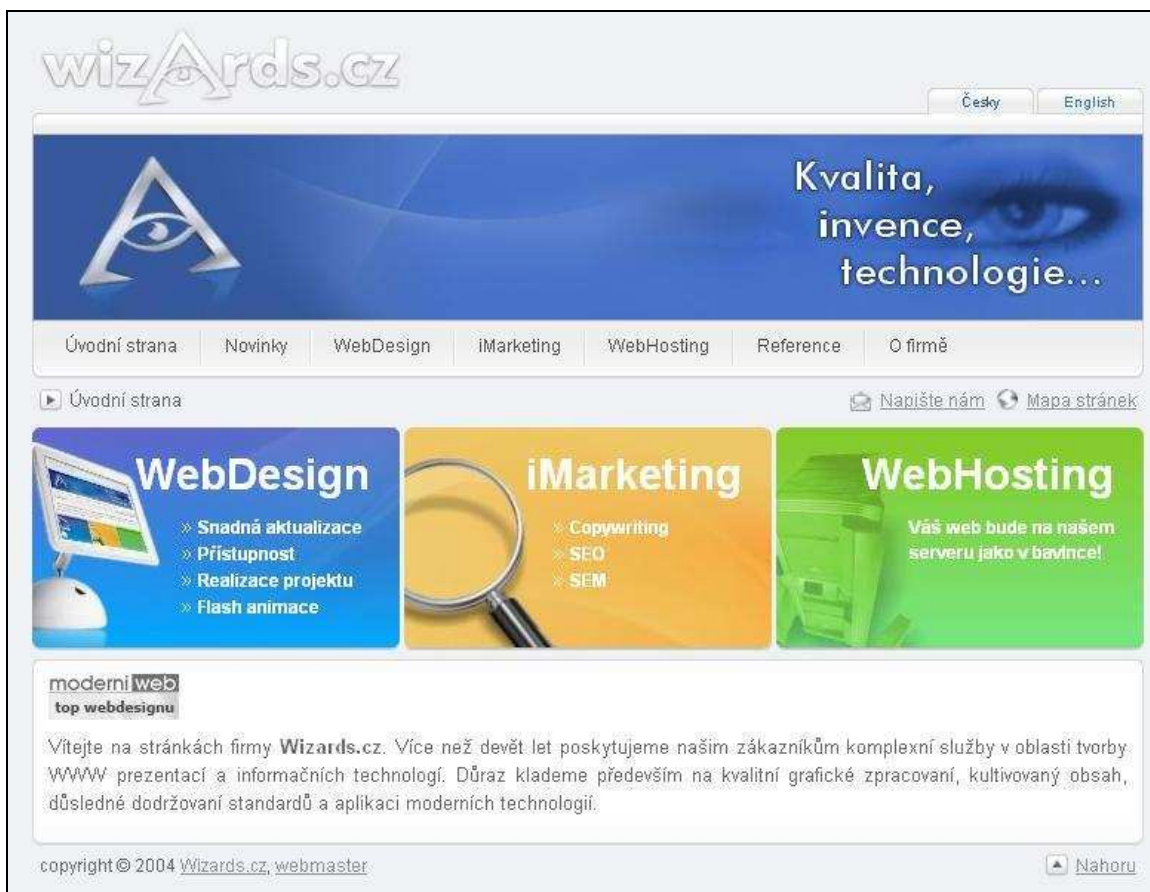 wizards.cz
Česky English
Kvalita,
invence,
technologie...
Úvodní strana Novinky WebDesign iMarketing WebHosting Reference O firmě
Úvodní strana Napište nám Mapa stránek
WebDesign
» Snadná aktualizace
» Přístupnost
» Realizace projektu
» Flash animace
iMarketing
» Copywriting
» SEO
» SEM
WebHosting
Váš web bude na našem
serveru jako v bavlnce!
moderni web
top webdesignu
Vítejte na stránkách firmy Wizards.cz. Více než devět let poskytujeme našim zákazníkům komplexní služby v oblasti tvorby
WWW prezentací a informačních technologí. Důraz klademe především na kvalitní grafické zpracovaní, kultivovaný obsah,
důsledné dodržovaní standardů a aplikaci moderních technologií.
copyright © 2004 Wizards.cz, webmaster Nahoru